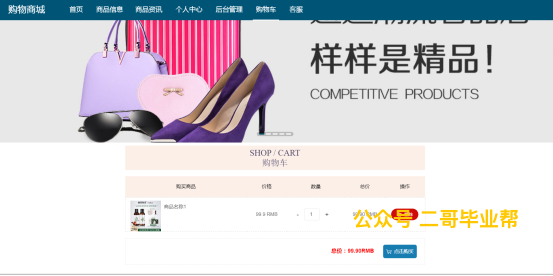 购物商城 首页 商品信息 商品资讯 个人中心 后台管理 购物车 客服
样样是精品!
COMPETITIVE PRODUCTS
SHOP / CART
购物车
购买商品 价格 数量 总价 操作
商品名称1
99.9 RMB - 1 +
公众号 二哥毕业帮
总价：99.90RMB 点击购买